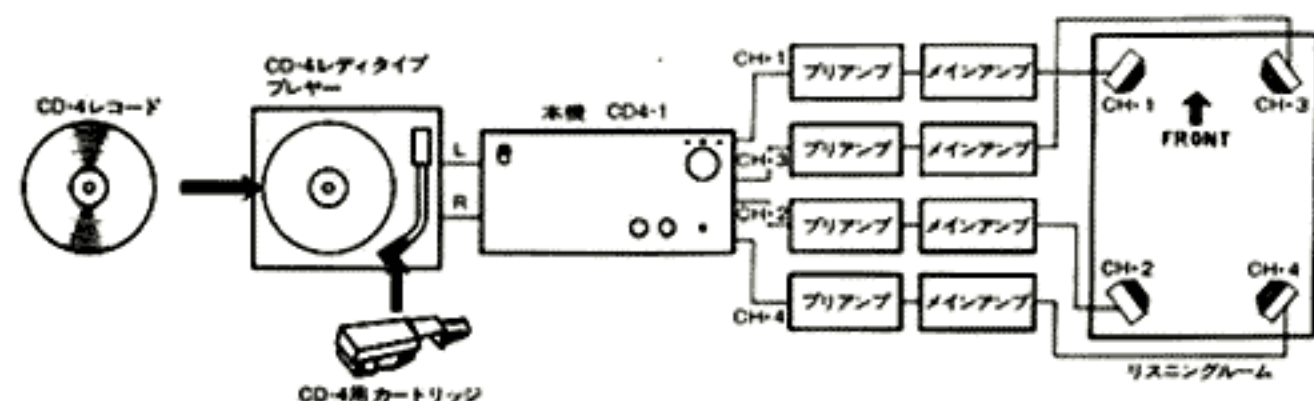 CD-4レコード
CD-4レディタイプ
プレヤー
L
R
本機 CD4-1
CH-1
プリアンプ
メインアンプ
CH-3
プリアンプ
メインアンプ
CH-2
プリアンプ
メインアンプ
CH-4
プリアンプ
メインアンプ
CH-1
CH-3
FRONT
CH-2
CH-4
リスニングルーム
CD-4用カートリッジ